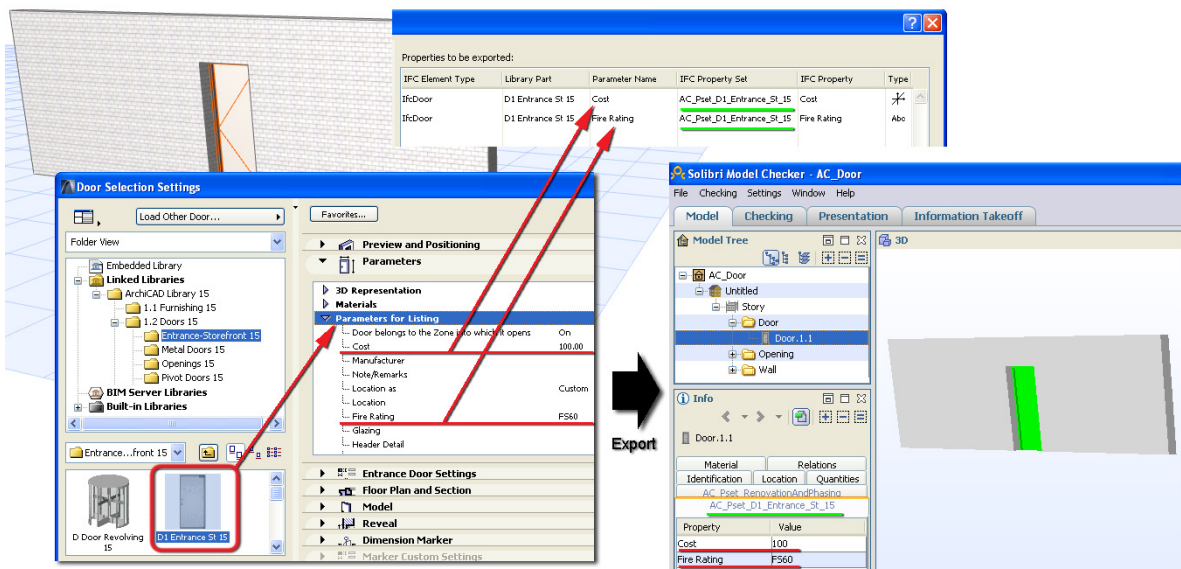 Properties to be exported:
IFC Element Type Library Part Parameter Name IFC Property Set IFC Property Type
IfcDoor D1 Entrance St 15 Cost AC_Pset_D1_Entrance_St_15 Cost
IfcDoor D1 Entrance St 15 Fire Rating AC_Pset_D1_Entrance_St_15 Fire Rating Abc
Door Selection Settings
Load Other Door...
Folder View
Embedded Library
Linked Libraries
ArchiCAD Library 15
1.1 Furnishing 15
1.2 Doors 15
Entrance-Storefront 15
Metal Doors 15
Openings 15
Pivot Doors 15
BIM Server Libraries
Built-in Libraries
Entrance...front 15
D Door Revolving
15
D1 Entrance St 15
Favorites...
Preview and Positioning
Parameters
3D Representation
Materials
Parameters for Listing
Door belongs to the Zone into which it opens On
Cost 100.00
Manufacturer
Note/Remarks
Location as Custom
Location
Fire Rating FS60
Glazing
Header Detail
Entrance Door Settings
Floor Plan and Section
Model
Reveal
Dimension Marker
Marker Custom Settings
Export
Solibri Model Checker - AC_Door
File Checking Settings Window Help
Model Checking Presentation Information Takeoff
Model Tree
3D
AC_Door
Untitled
Story
Door
Door.1.1
Opening
Wall
Info
Door.1.1
Material Relations
Identification Location Quantities
AC_Pset_RenovationAndPhasing
AC_Pset_D1_Entrance_St_15
Property Value
Cost 100
Fire Rating FS60